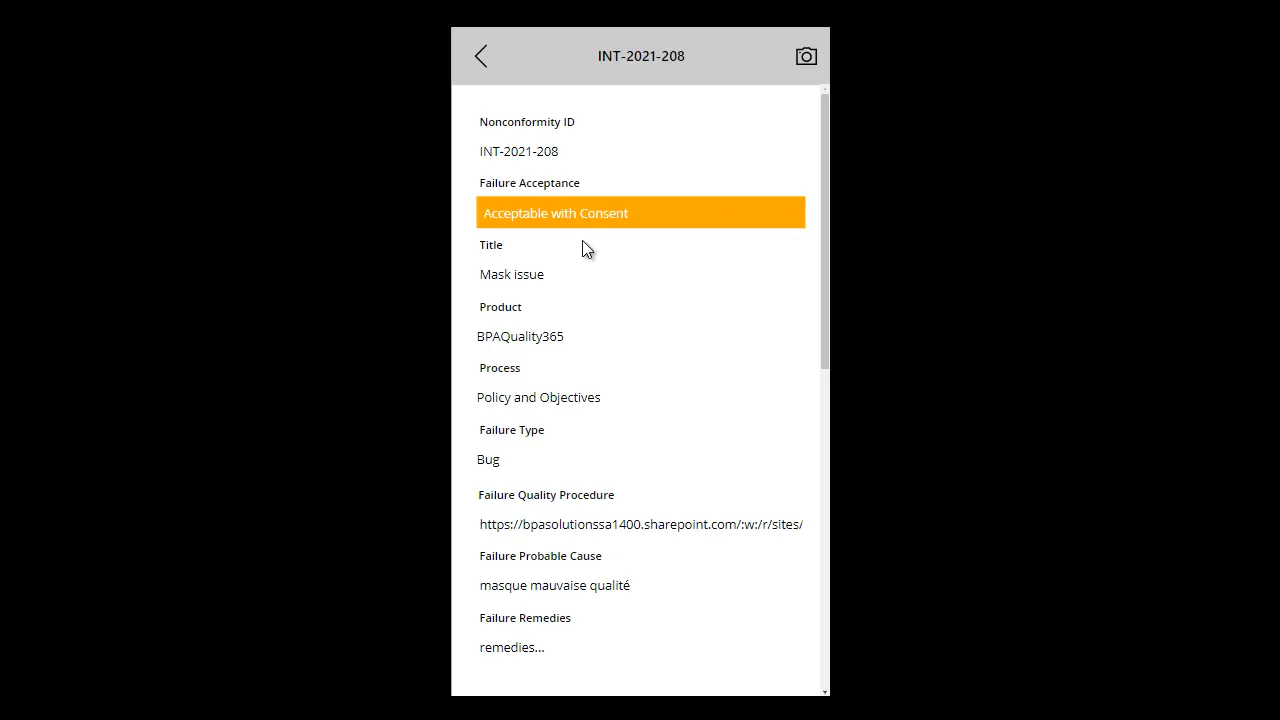 INT-2021-208
Nonconformity ID
INT-2021-208
Failure Acceptance
Acceptable with Consent
Title
Mask issue
Product
BPAQuality365
Process
Policy and Objectives
Failure Type
Bug
Failure Quality Procedure
https://bpasolutionssa1400.sharepoint.com/:w:/r/sites/
Failure Probable Cause
masque mauvaise qualité
Failure Remedies
remedies...